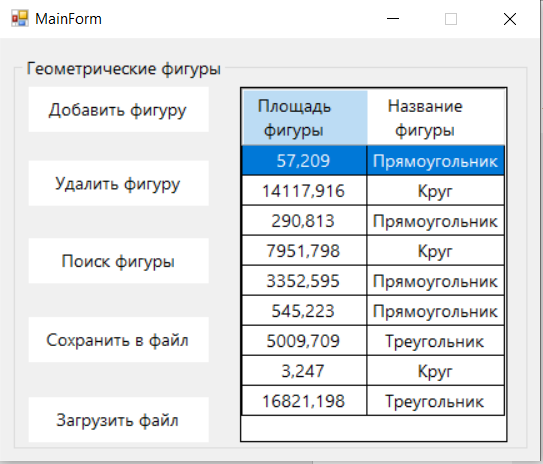 MainForm
Геометрические фигуры
Добавить фигуру
Удалить фигуру
Поиск фигуры
Сохранить в файл
Загрузить файл
Площадь фигуры Название фигуры
57,209 Прямоугольник
14117,916 Круг
290,813 Прямоугольник
7951,798 Круг
3352,595 Прямоугольник
545,223 Прямоугольник
5009,709 Треугольник
3,247 Круг
16821,198 Треугольник